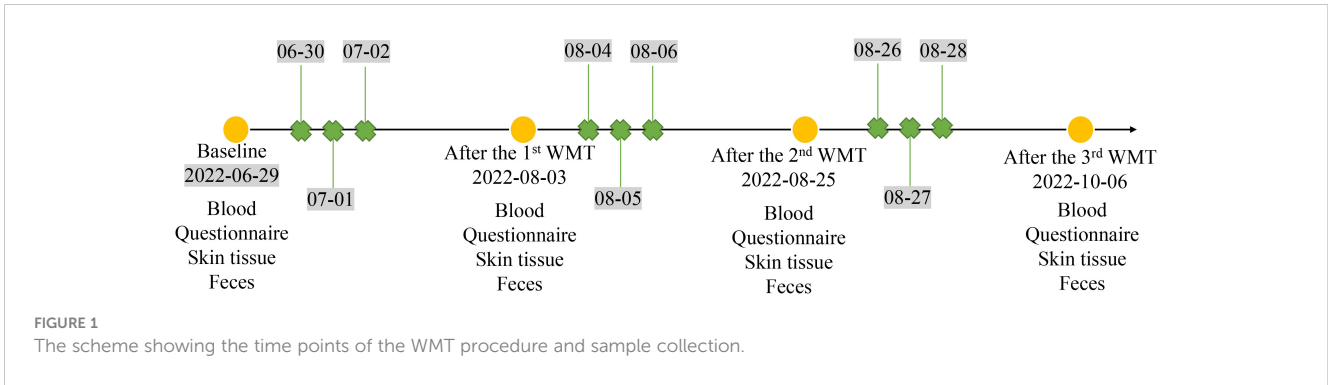 06-30
07-02
08-04
08-06
08-26
08-28
Baseline
2022-06-29
07-01
After the 1st WMT
2022-08-03
08-05
After the 2nd WMT
2022-08-25
08-27
After the 3rd WMT
2022-10-06
Blood
Questionnaire
Skin tissue
Feces
Blood
Questionnaire
Skin tissue
Feces
Blood
Questionnaire
Skin tissue
Feces
Blood
Questionnaire
Skin tissue
Feces
FIGURE 1
The scheme showing the time points of the WMT procedure and sample collection.